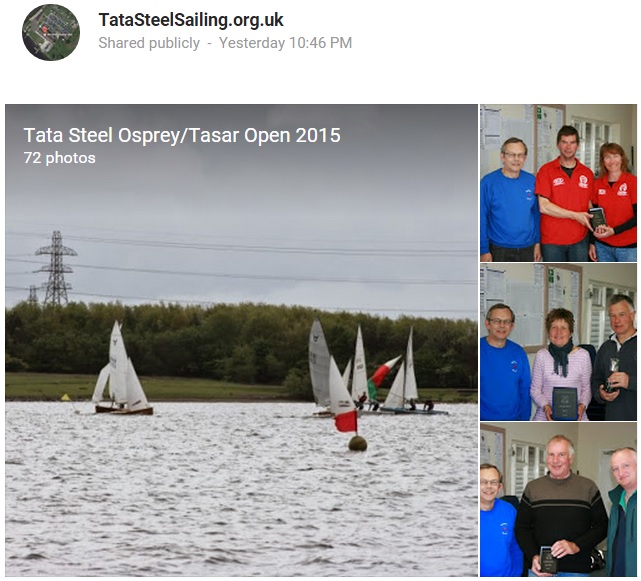 TataSteelSailing.org.uk
Shared publicly - Yesterday 10:46 PM
Tata Steel Osprey/Tasar Open 2015
72 photos